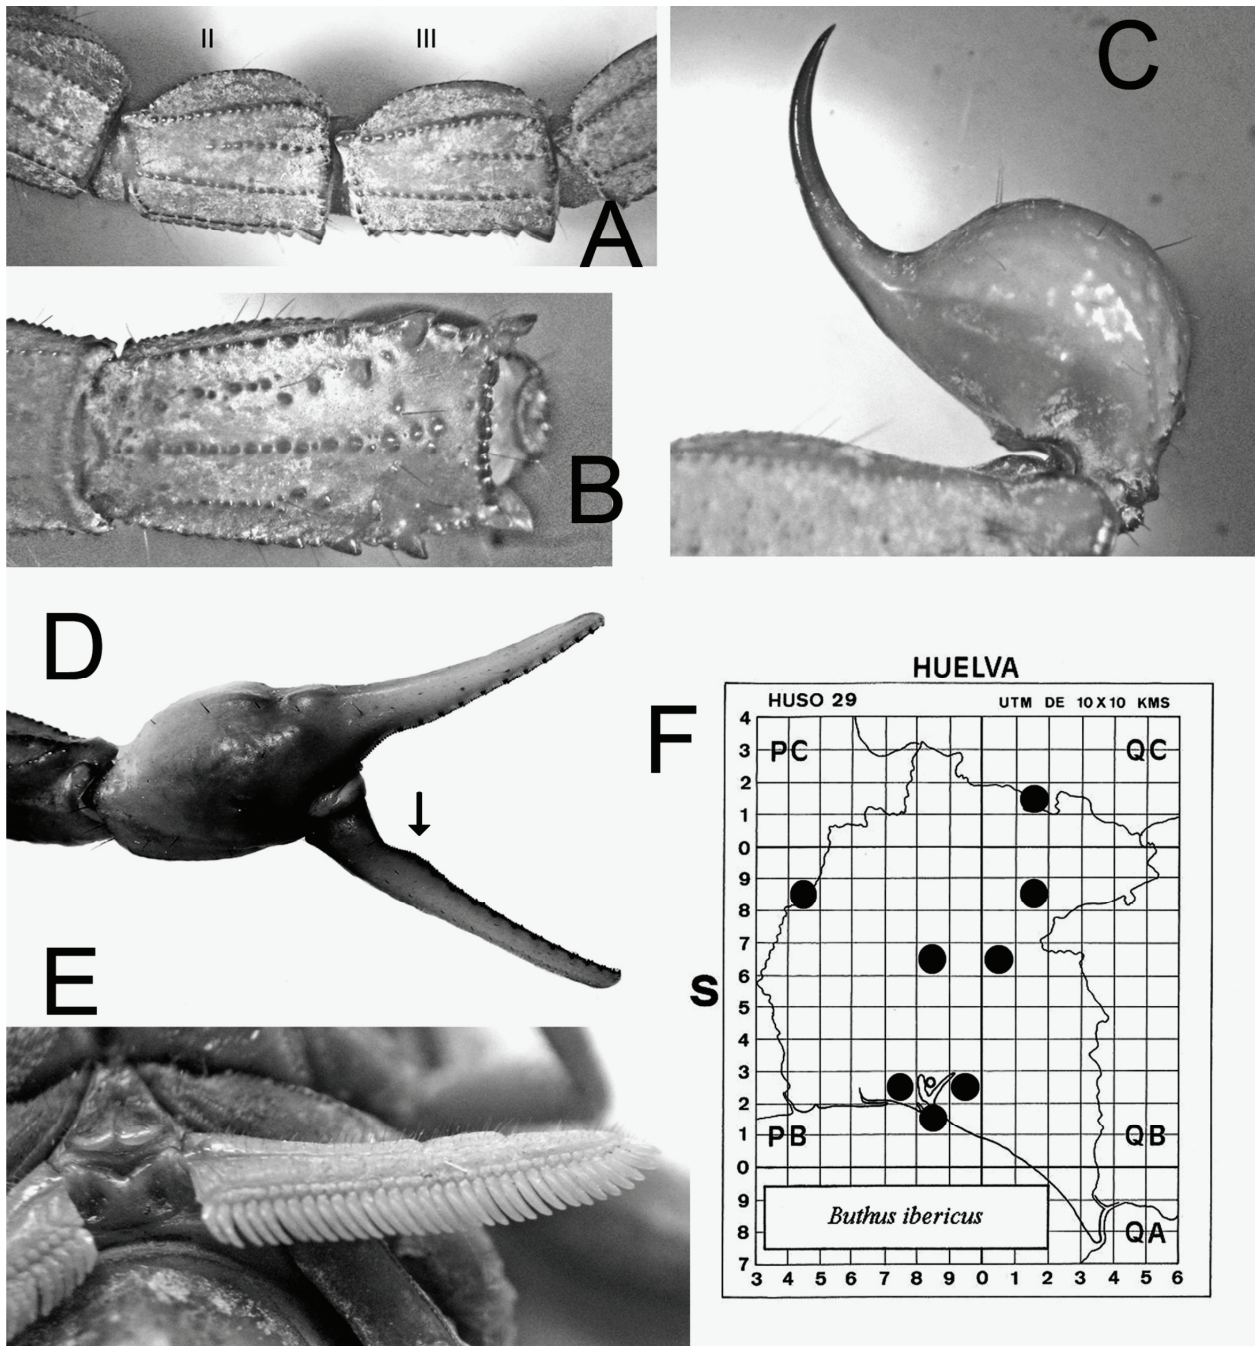 II III
A
C
B
D
E
F
HUELVA
HUSO 29 UTM DE 10 X 10 KMS
PC QC
4
3
2
1
0
9
8
7
6
5
4
3
2
1
0
9
8
7
S
PB QB
Buthus ibericus
QA
3 4 5 6 7 8 9 0 1 2 3 4 5 6